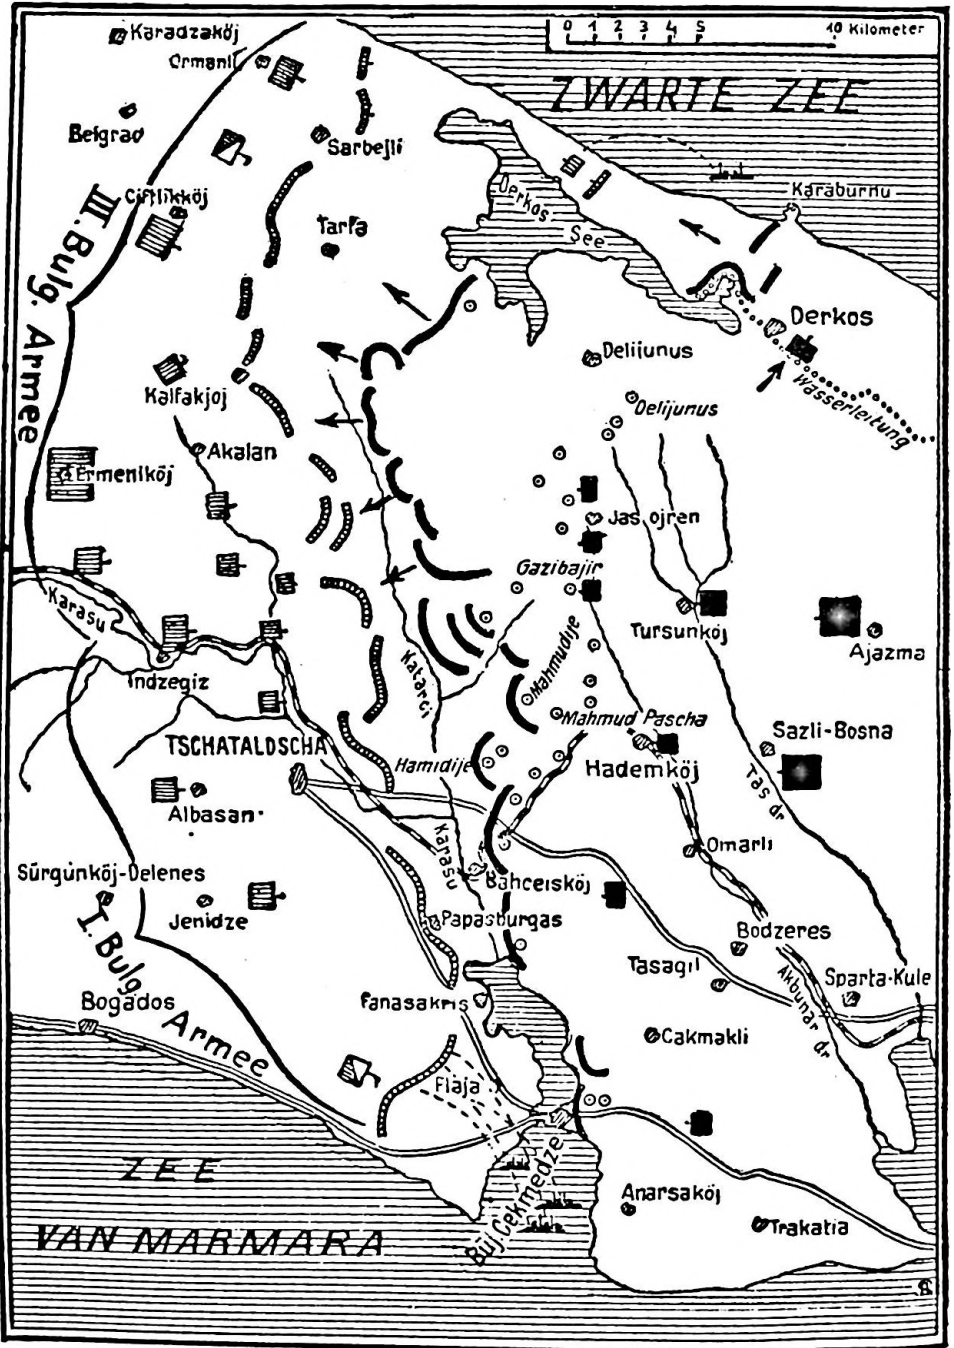 0 1 2 3 4 5 10 Kilometer
ZWARTE ZEE
Karadzaköj
Ormanli
Belgrad
Sarbejli
Ciftlikköj
Tarfa
Derkos
See
Karaburnu
III. Bulg. Armee
Derkos
Wasserleitung
Delijunus
Kalfakjoj
Delijunus
Akalan
Ermeniköj
Jas ojren
Gazibajir
Karasu
Tursunköj
Ajazma
Indzegiz
Katarci
Mahmudije
Mahmud Pascha
TSCHATALDSCHA
Hamidije
Hademköj
Sazli-Bosna
Tas dr
Albasan
Karasu
Omarli
Sürgünköj-Delenes
Jenidze
Bahceisköj
Papasburgas
Bodzeres
I. Bulg Armee
Tasagil
Akbunar dr
Sparta-Kule
Bogados
Fanasakris
Cakmakli
Flaja
ZEE
VAN MARMARA
Büj Cekmedze
Anarsaköj
Trakatia